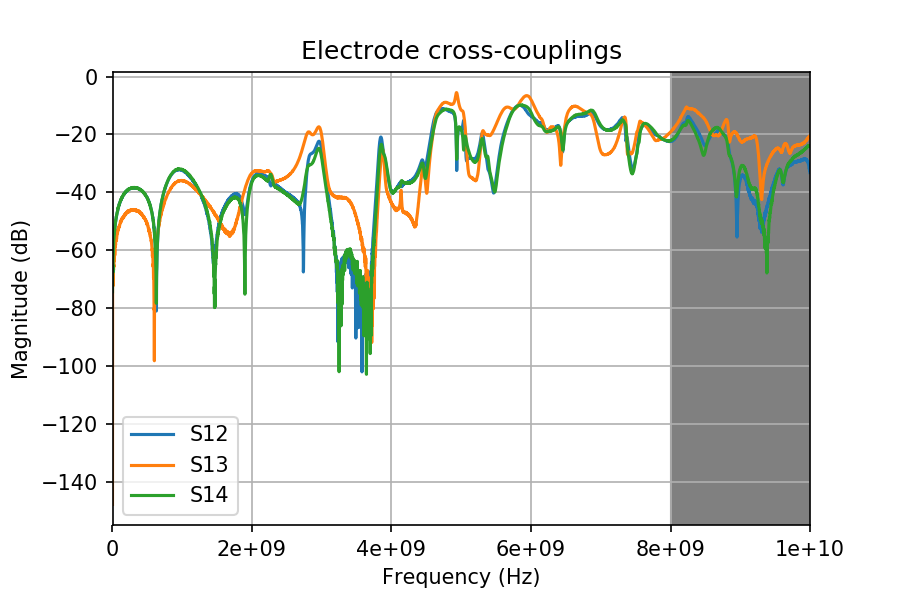 Electrode cross-couplings
Magnitude (dB)
0
−20
−40
−60
−80
−100
−120
−140
S12
S13
S14
0
2e+09
4e+09
6e+09
8e+09
1e+10
Frequency (Hz)